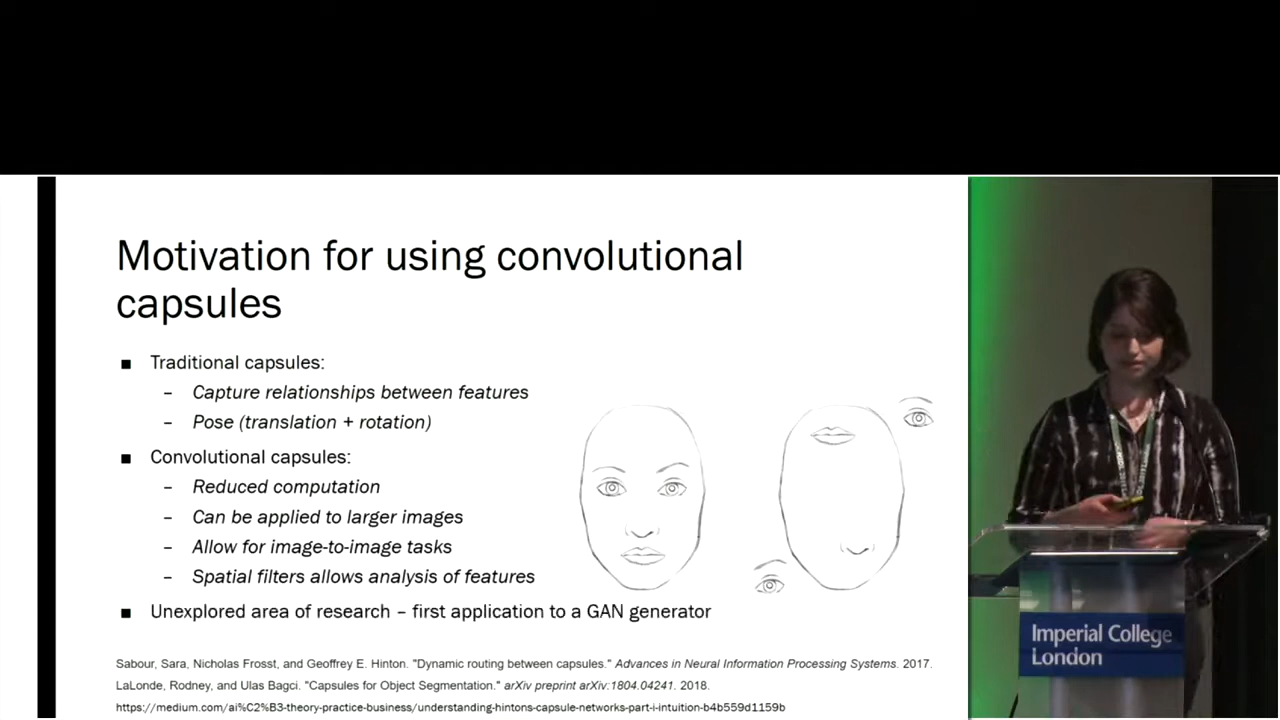 Motivation for using convolutional
capsules
■ Traditional capsules:
– Capture relationships between features
– Pose (translation + rotation)
■ Convolutional capsules:
– Reduced computation
– Can be applied to larger images
– Allow for image-to-image tasks
– Spatial filters allows analysis of features
■ Unexplored area of research – first application to a GAN generator
Sabour, Sara, Nicholas Frosst, and Geoffrey E. Hinton. "Dynamic routing between capsules." Advances in Neural Information Processing Systems. 2017.
LaLonde, Rodney, and Ulas Bagci. "Capsules for Object Segmentation." arXiv preprint arXiv:1804.04241. 2018.
https://medium.com/ai%C2%B3-theory-practice-business/understanding-hintons-capsule-networks-part-i-intuition-b4b559d1159b
Imperial College
London